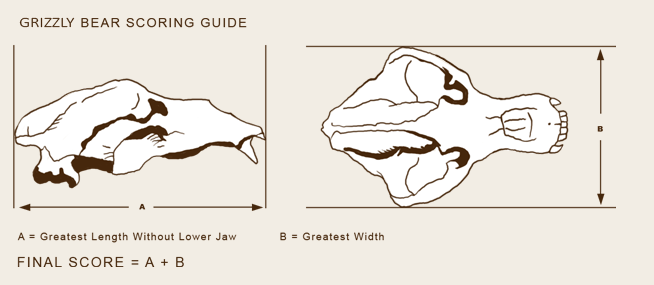 GRIZZLY BEAR SCORING GUIDE
A
B
A = Greatest Length Without Lower Jaw
B = Greatest Width
FINAL SCORE = A + B